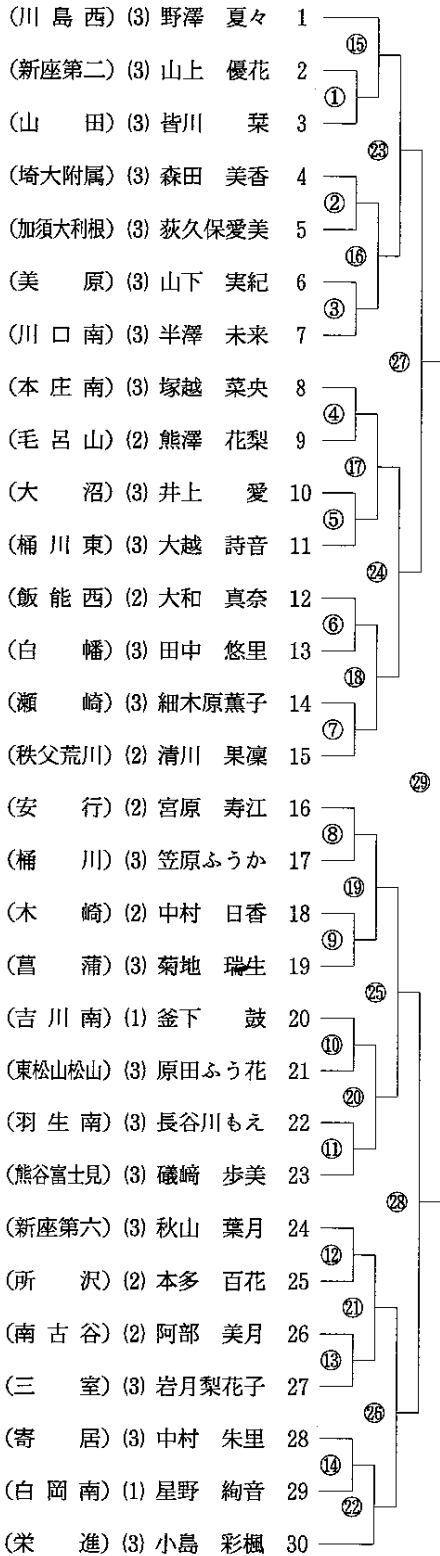 (川島西) (3) 野澤 夏々 1
⑮
(新座第二) (3) 山上 優花 2
①
(山 田) (3) 皆川 栞 3
㉓
(埼大附属) (3) 森田 美香 4
②
(加須大利根) (3) 荻久保愛美 5
⑯
(美 原) (3) 山下 実紀 6
③
(川口南) (3) 半澤 未来 7
㉗
(本庄南) (3) 塚越 菜央 8
④
(毛呂山) (2) 熊澤 花梨 9
⑰
(大 沼) (3) 井上 愛 10
⑤
(桶川東) (3) 大越 詩音 11
㉔
(飯能西) (2) 大和 真奈 12
⑥
(白 幡) (3) 田中 悠里 13
⑱
(瀬 崎) (3) 細木原薫子 14
⑦
(秩父荒川) (2) 清川 果凜 15
㉙
(安 行) (2) 宮原 寿江 16
⑧
(桶 川) (3) 笠原ふうか 17
⑲
(木 崎) (2) 中村 日香 18
⑨
(菖 蒲) (3) 菊地 瑞生 19
㉕
(吉川南) (1) 釜下 鼓 20
⑩
(東松山松山) (3) 原田ふう花 21
⑳
(羽生南) (3) 長谷川もえ 22
⑪
(熊谷富士見) (3) 礒﨑 歩美 23
㉘
(新座第六) (3) 秋山 葉月 24
⑫
(所 沢) (2) 本多 百花 25
㉑
(南古谷) (2) 阿部 美月 26
⑬
(三 室) (3) 岩月梨花子 27
㉖
(寄 居) (3) 中村 朱里 28
⑭
(白岡南) (1) 星野 絢音 29
㉒
(栄 進) (3) 小島 彩楓 30